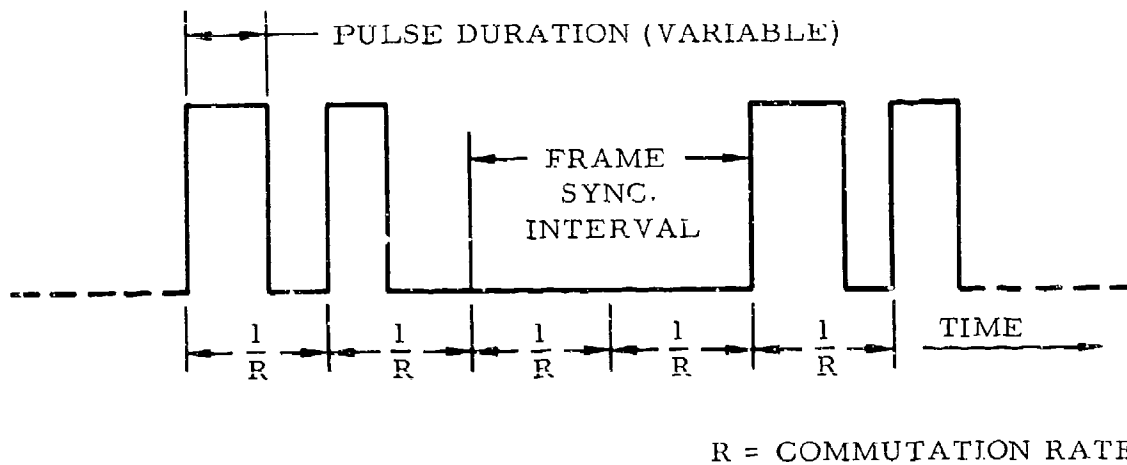 PULSE DURATION (VARIABLE)
FRAME
SYNC.
INTERVAL
1
R
1
R
1
R
1
R
1
R
TIME
R = COMMUTATION RATE